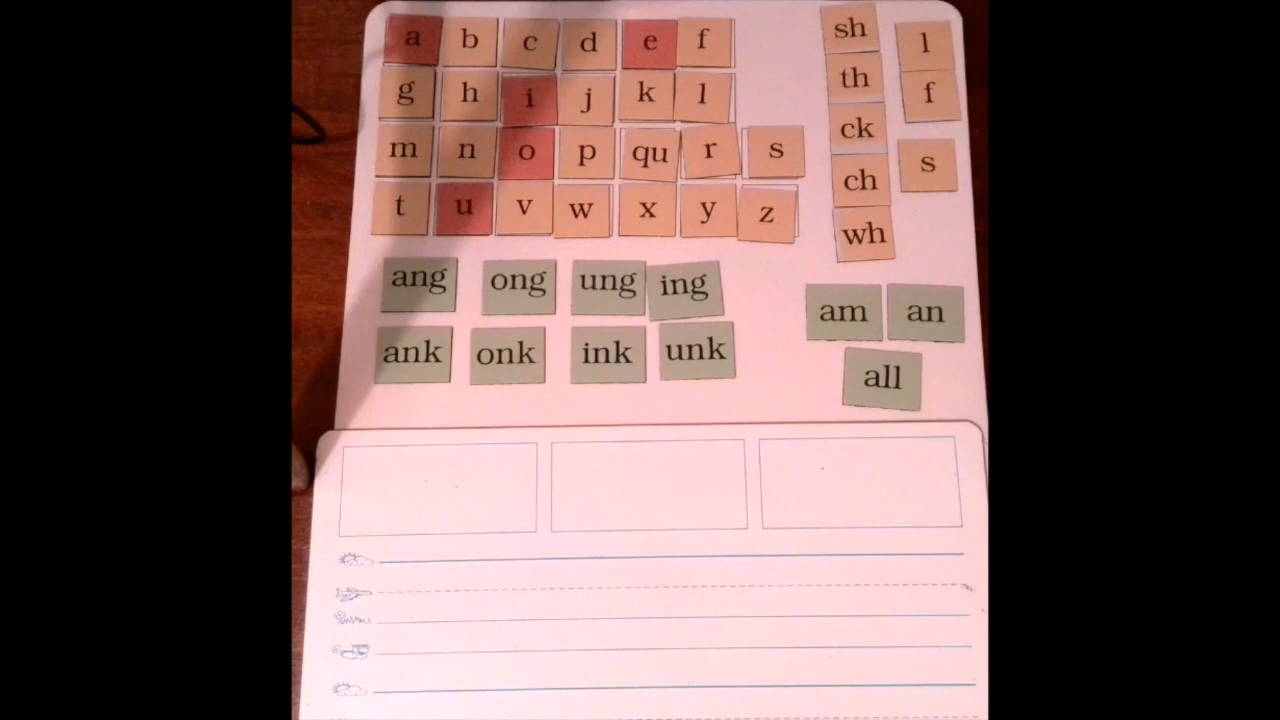 a b c d e f
g h i j k l
m n o p qu r s
t u v w x y z
sh l
th f
ck
ch s
wh
ang ong ung ing
ank onk ink unk
am an
all